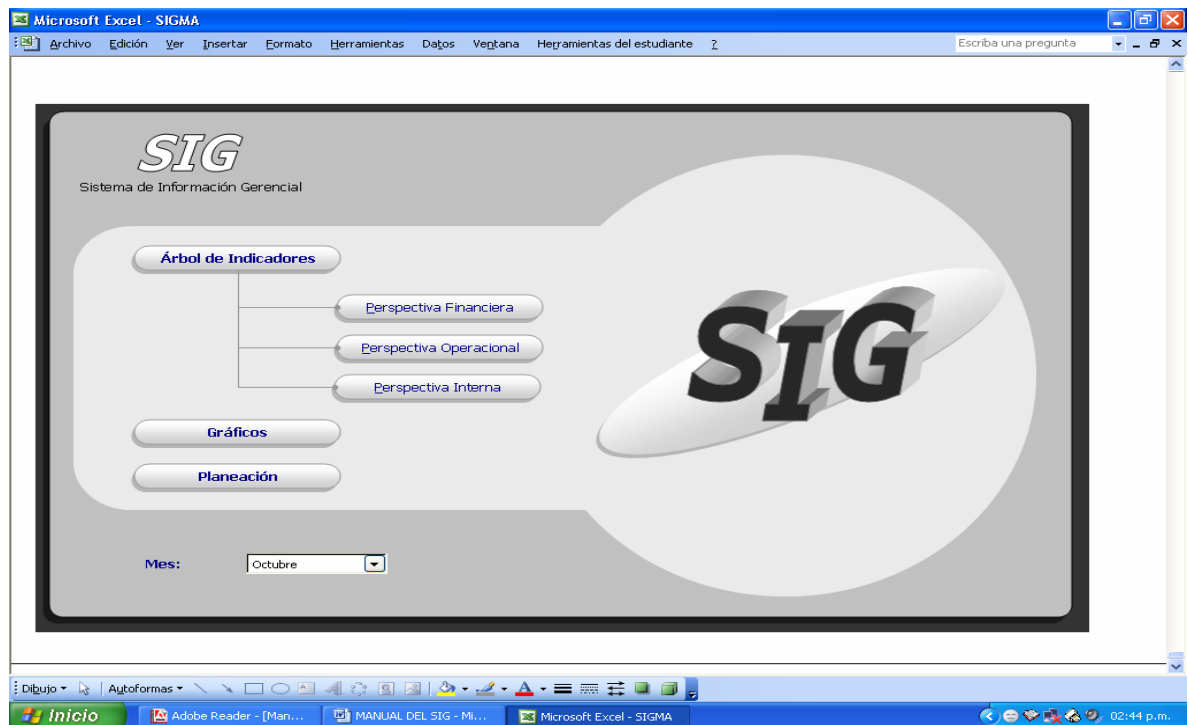 Microsoft Excel - SIGMA
Archivo Edición Ver Insertar Formato Herramientas Datos Ventana Herramientas del estudiante ? Escriba una pregunta
SIG
Sistema de Información Gerencial
Árbol de Indicadores
Perspectiva Financiera
Perspectiva Operacional
Perspectiva Interna
SIG
Gráficos
Planeación
Mes: Octubre
Dibujo Autoformas
Inicio Adobe Reader - [Man... MANUAL DEL SIG - Mi... Microsoft Excel - SIGMA 02:44 p.m.